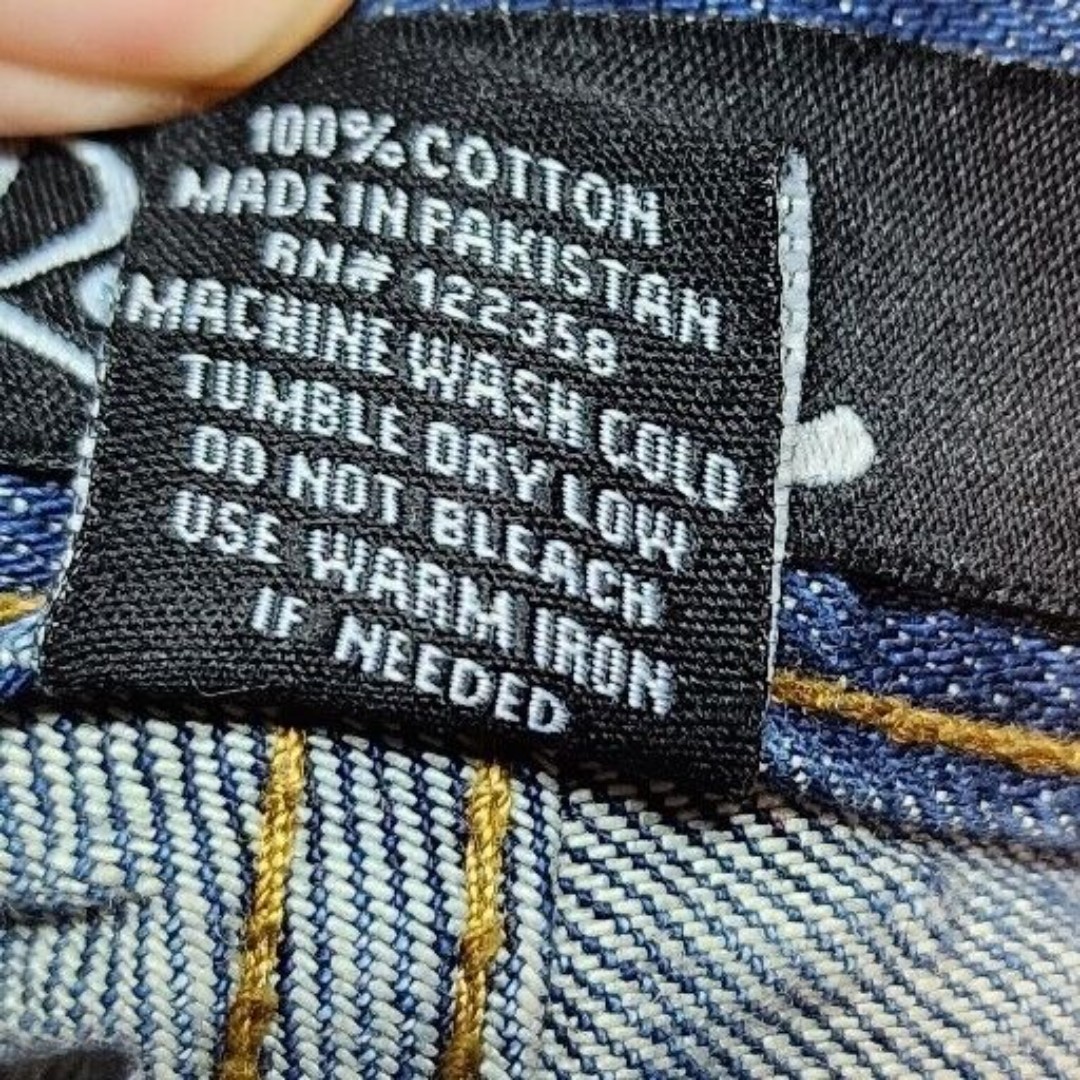 100% COTTON
MADE IN PAKISTAN
RN# 122358
MACHINE WASH COLD
TUMBLE DRY LOW
DO NOT BLEACH
USE WARM IRON
IF NEEDED